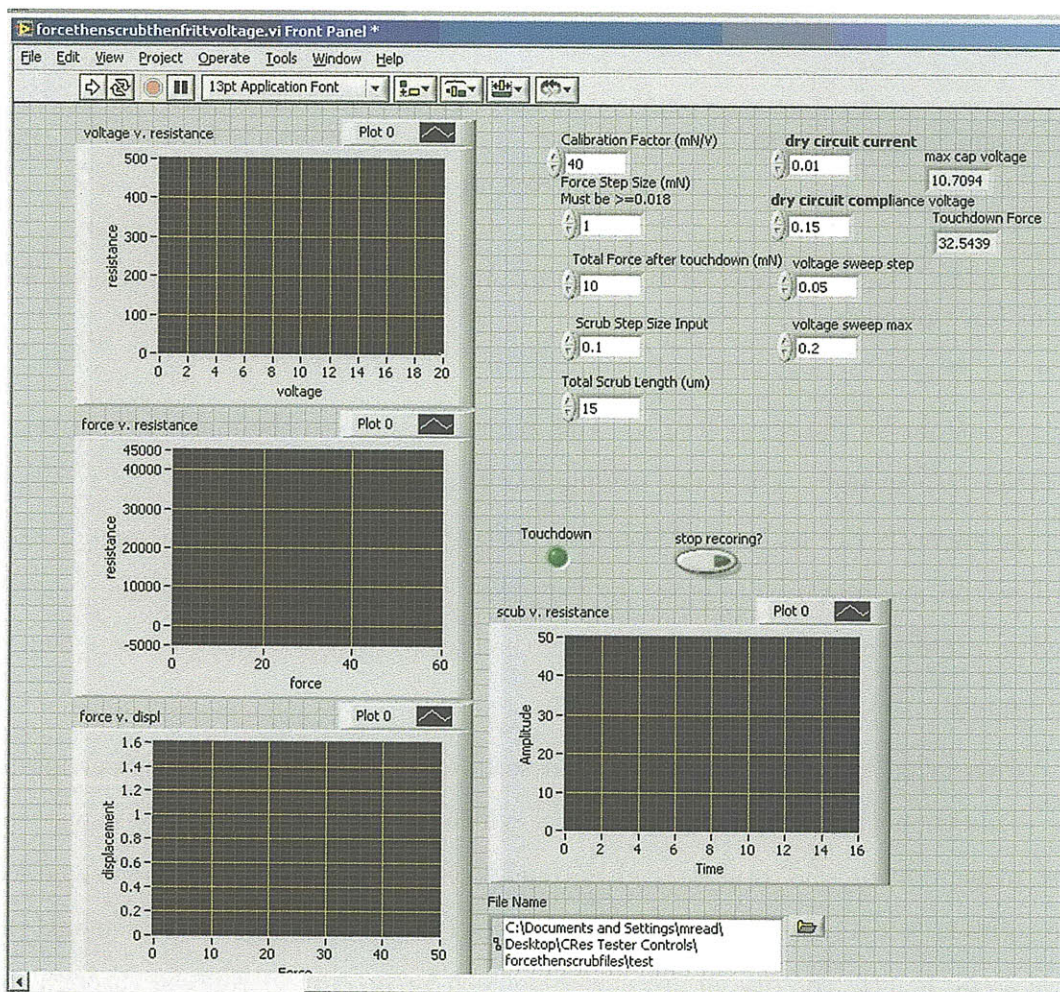 forcethenscrubthenfrittvoltage.vi Front Panel *
File Edit View Project Operate Tools Window Help
13pt Application Font
voltage v. resistance
Plot 0
500
400
300
200
100
0
resistance
0 2 4 6 8 10 12 14 16 18 20
voltage
force v. resistance
Plot 0
45000
40000
30000
20000
10000
0
-5000
resistance
0 20 40 60
force
force v. displ
Plot 0
1.6
1.4
1.2
1
0.8
0.6
0.4
0.2
0
displacement
0 10 20 30 40 50
Force
Calibration Factor (mN/V)
40
Force Step Size (mN)
Must be >=0.018
1
Total Force after touchdown (mN)
10
Scrub Step Size Input
0.1
Total Scrub Length (um)
15
dry circuit current
0.01
dry circuit compliance voltage
0.15
voltage sweep step
0.05
voltage sweep max
0.2
max cap voltage
10.7094
Touchdown Force
32.5439
Touchdown
stop recoring?
scub v. resistance
Plot 0
50
40
30
20
10
0
Amplitude
0 2 4 6 8 10 12 14 16
Time
File Name
C:\Documents and Settings\mread\
Desktop\CRes Tester Controls\
forcethenscrubfiles\test